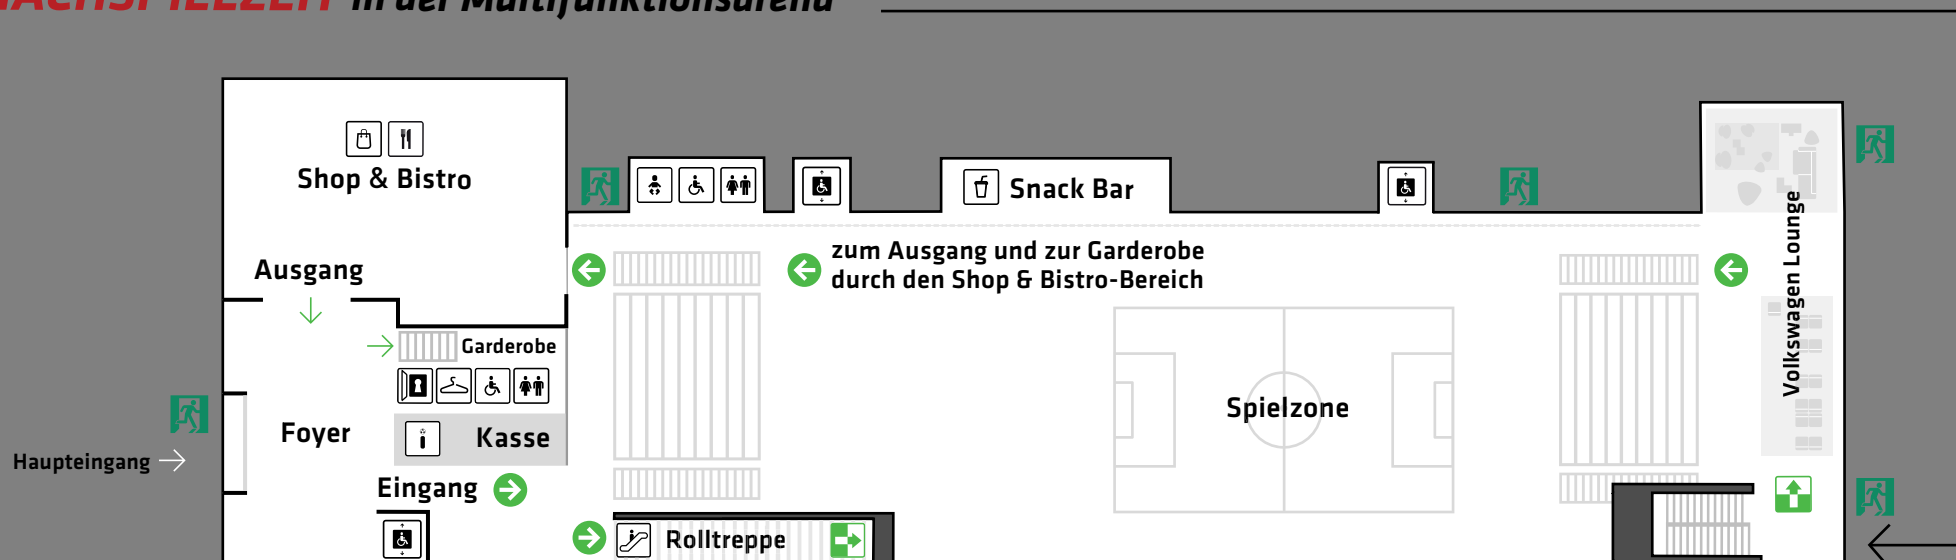 NACHSPIELZEIT in der Multifunktionsarena
Shop & Bistro
Snack Bar
zum Ausgang und zur Garderobe
durch den Shop & Bistro-Bereich
Ausgang
Garderobe
Volkswagen Lounge
Spielzone
Foyer
Kasse
Haupteingang
Eingang
Rolltreppe